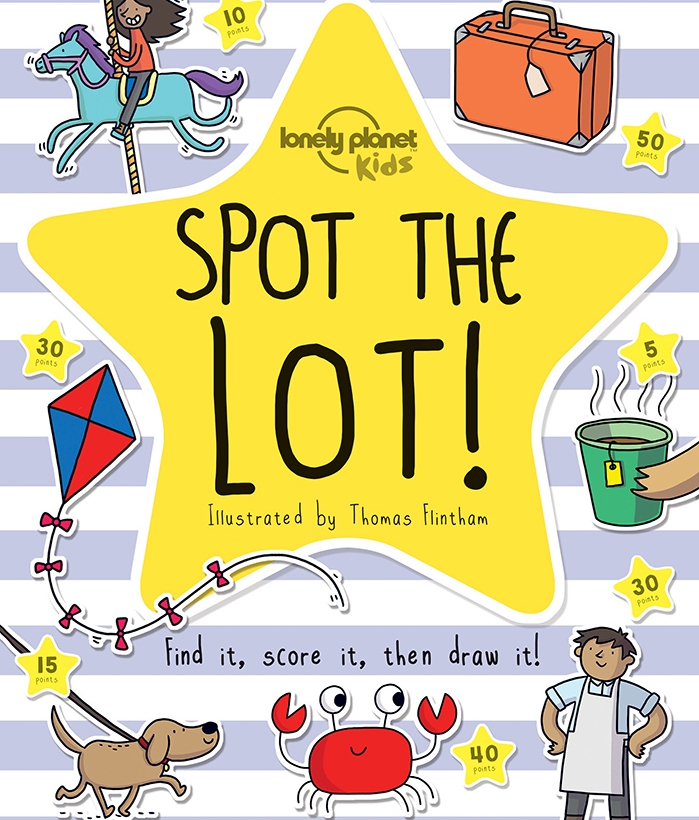 10
points
lonely planet
kids
50
points
SPOT THE
LOT!
30
points
5
points
Illustrated by Thomas Flintham
30
points
Find it, score it, then draw it!
15
points
40
points